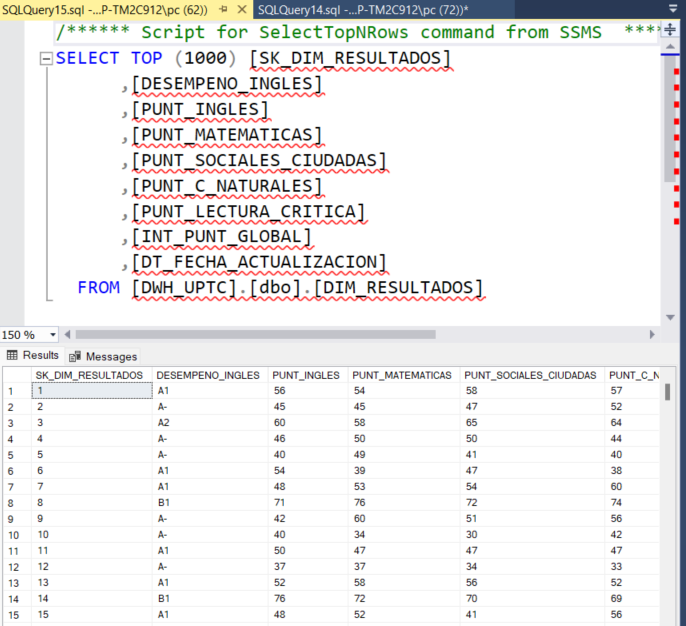 SQLQuery15.sql -...P-TM2C912\pc (62)) SQLQuery14.sql -...P-TM2C912\pc (72))*
/****** Script for SelectTopNRows command from SSMS ****
SELECT TOP (1000) [SK_DIM_RESULTADOS]
,[DESEMPENO_INGLES]
,[PUNT_INGLES]
,[PUNT_MATEMATICAS]
,[PUNT_SOCIALES_CIUDADAS]
,[PUNT_C_NATURALES]
,[PUNT_LECTURA_CRITICA]
,[INT_PUNT_GLOBAL]
,[DT_FECHA_ACTUALIZACION]
FROM [DWH_UPTC].[dbo].[DIM_RESULTADOS]
150 %
Results Messages
SK_DIM_RESULTADOS DESEMPENO_INGLES PUNT_INGLES PUNT_MATEMATICAS PUNT_SOCIALES_CIUDADAS PUNT_C_N
1 1 A1 56 54 58 57
2 2 A- 45 45 47 52
3 3 A2 60 58 65 64
4 4 A- 46 50 50 44
5 5 A- 40 49 41 40
6 6 A1 54 39 47 38
7 7 A1 48 53 54 60
8 8 B1 71 76 72 74
9 9 A- 42 60 51 56
10 10 A- 40 34 30 42
11 11 A1 50 47 47 47
12 12 A- 37 37 34 33
13 13 A1 52 58 56 52
14 14 B1 76 72 70 69
15 15 A1 48 52 41 56